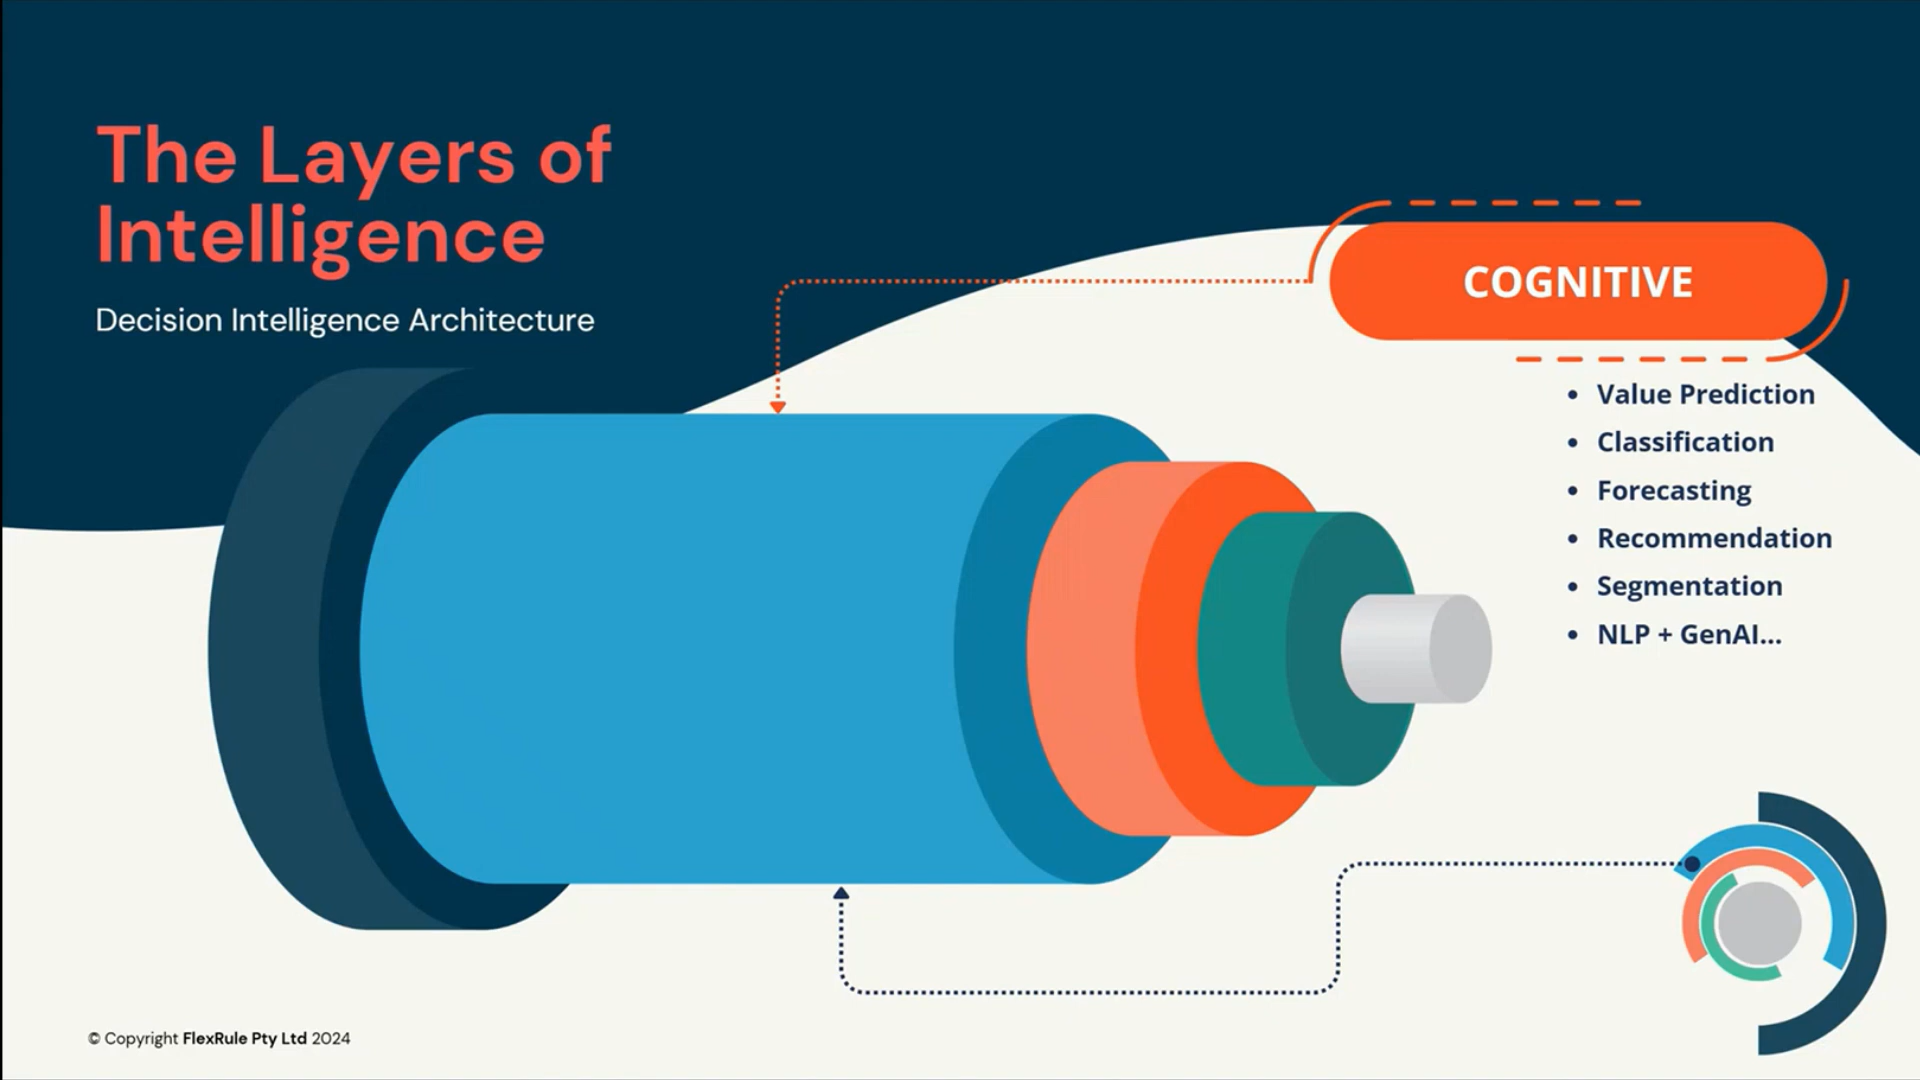 The Layers of
Intelligence
Decision Intelligence Architecture
COGNITIVE
• Value Prediction
• Classification
• Forecasting
• Recommendation
• Segmentation
• NLP + GenAI...
© Copyright FlexRule Pty Ltd 2024